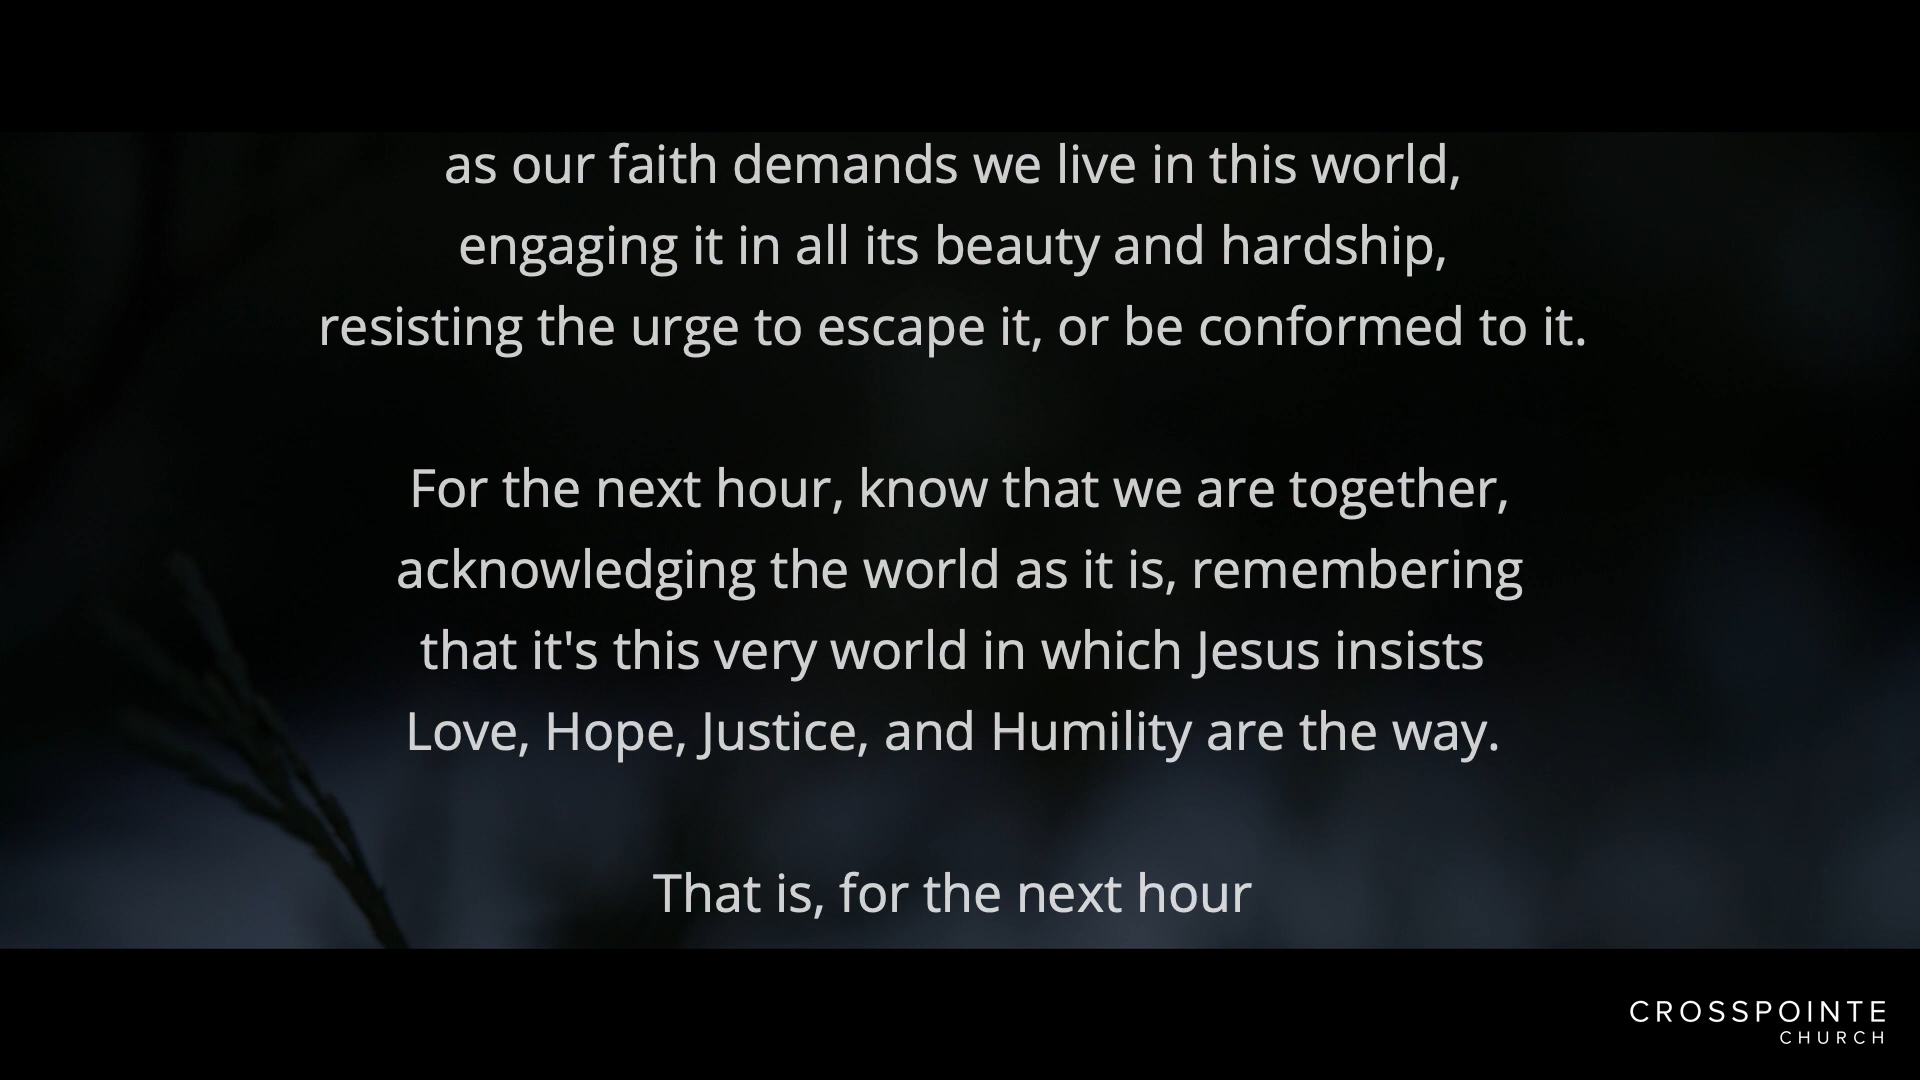 as our faith demands we live in this world,
engaging it in all its beauty and hardship,
resisting the urge to escape it, or be conformed to it.
For the next hour, know that we are together,
acknowledging the world as it is, remembering
that it's this very world in which Jesus insists
Love, Hope, Justice, and Humility are the way.
That is, for the next hour
CROSSPOINTE
CHURCH